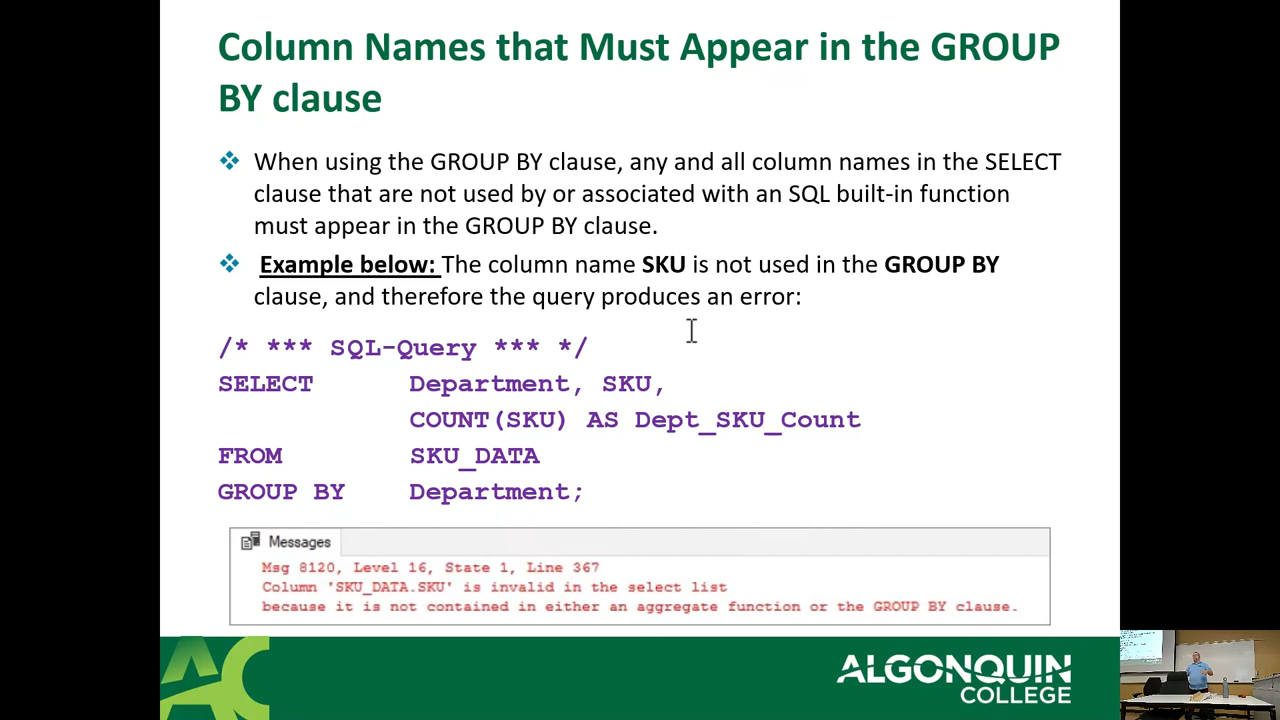 Column Names that Must Appear in the GROUP
BY clause
When using the GROUP BY clause, any and all column names in the SELECT
clause that are not used by or associated with an SQL built-in function
must appear in the GROUP BY clause.
Example below: The column name SKU is not used in the GROUP BY
clause, and therefore the query produces an error:
/* *** SQL-Query *** */
SELECT Department, SKU,
COUNT(SKU) AS Dept_SKU_Count
FROM SKU_DATA
GROUP BY Department;
Messages
Msg 8120, Level 16, State 1, Line 367
Column 'SKU_DATA.SKU' is invalid in the select list
because it is not contained in either an aggregate function or the GROUP BY clause.
AC
ALGONQUIN
COLLEGE